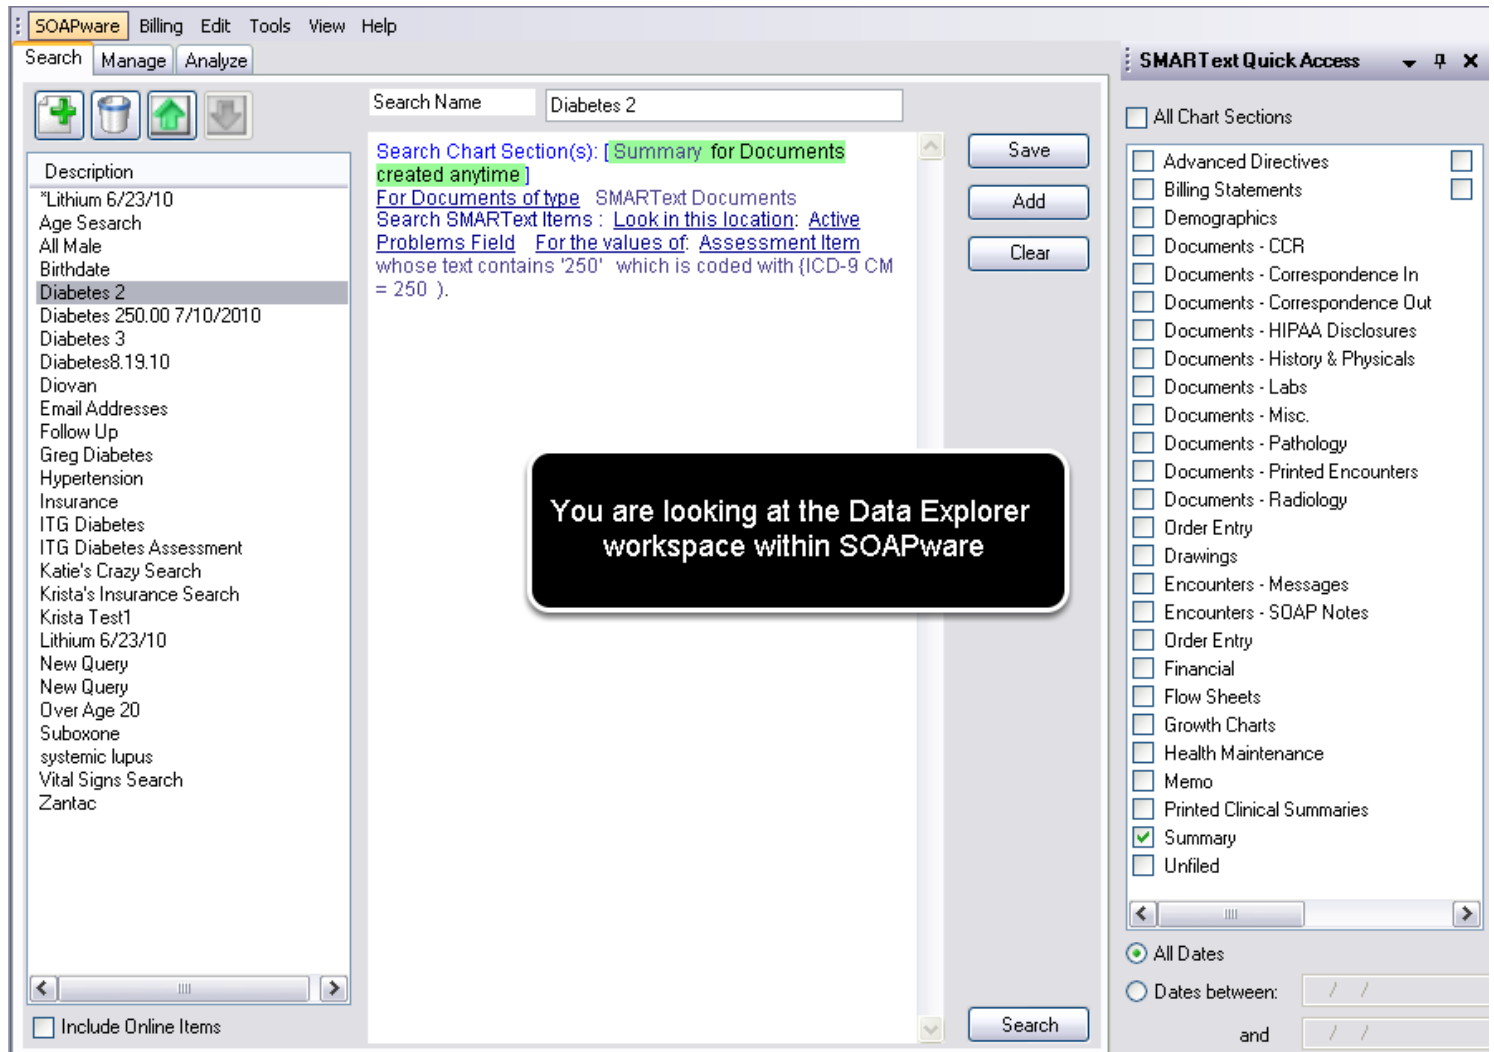 SOAPware Billing Edit Tools View Help
Search Manage Analyze
Description
*Lithium 6/23/10
Age Sesarch
All Male
Birthdate
Diabetes 2
Diabetes 250.00 7/10/2010
Diabetes 3
Diabetes8.19.10
Diovan
Email Addresses
Follow Up
Greg Diabetes
Hypertension
Insurance
ITG Diabetes
ITG Diabetes Assessment
Katie's Crazy Search
Krista's Insurance Search
Krista Test1
Lithium 6/23/10
New Query
New Query
Over Age 20
Suboxone
systemic lupus
Vital Signs Search
Zantac
Include Online Items
Search Name Diabetes 2
Search Chart Section(s): [ Summary for Documents
created anytime ]
For Documents of type SMARText Documents
Search SMARText Items : Look in this location: Active
Problems Field For the values of: Assessment Item
whose text contains '250' which is coded with {ICD-9 CM
= 250 ).
You are looking at the Data Explorer
workspace within SOAPware
Save
Add
Clear
Search
SMARText Quick Access
All Chart Sections
Advanced Directives
Billing Statements
Demographics
Documents - CCR
Documents - Correspondence In
Documents - Correspondence Out
Documents - HIPAA Disclosures
Documents - History & Physicals
Documents - Labs
Documents - Misc.
Documents - Pathology
Documents - Printed Encounters
Documents - Radiology
Order Entry
Drawings
Encounters - Messages
Encounters - SOAP Notes
Order Entry
Financial
Flow Sheets
Growth Charts
Health Maintenance
Memo
Printed Clinical Summaries
Summary
Unfiled
All Dates
Dates between: / /
and / /